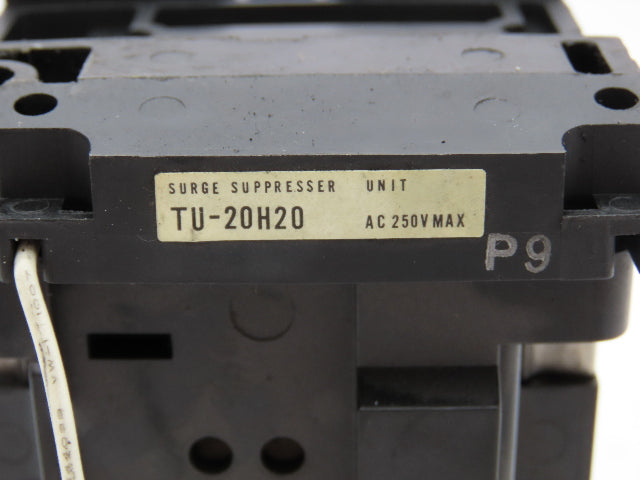 SURGE SUPPRESSER UNIT
TU-20H20 AC 250V MAX
P9